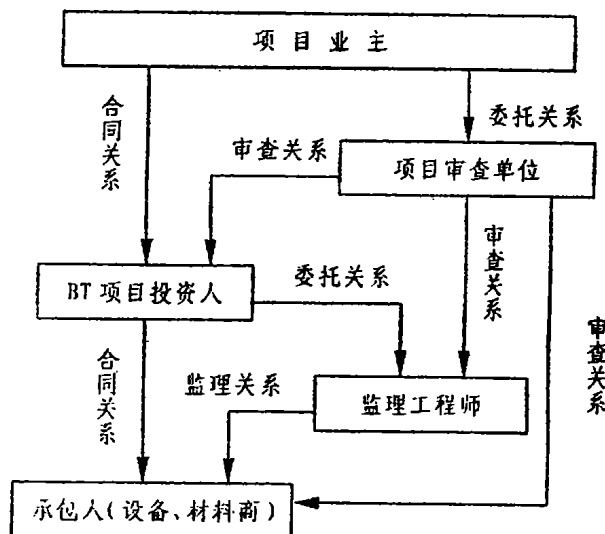 项目业主
合同关系
委托关系
审查关系
项目审查单位
审查关系
BT项目投资人
委托关系
审查关系
合同关系
监理关系
监理工程师
承包人(设备、材料商)